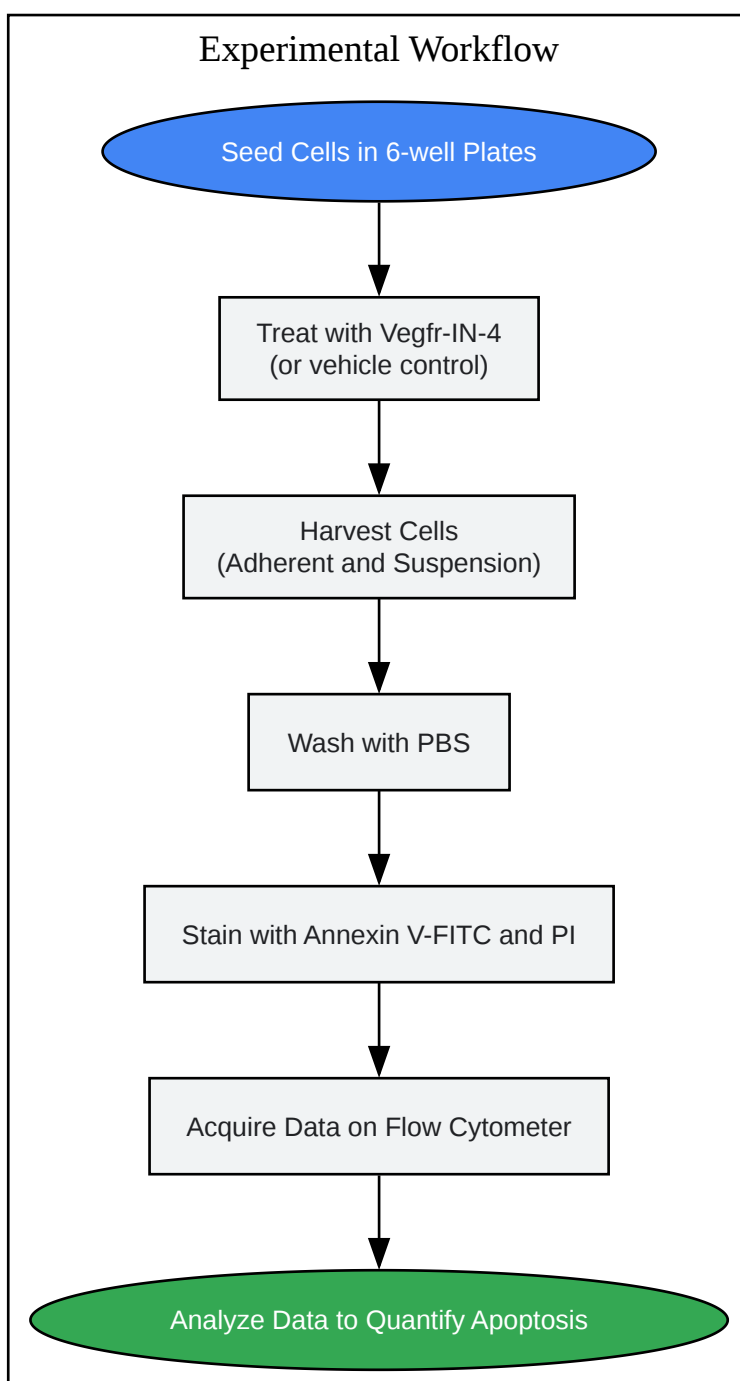 Experimental Workflow
Seed Cells in 6-well Plates
Treat with Vegfr-IN-4
(or vehicle control)
Harvest Cells
(Adherent and Suspension)
Wash with PBS
Stain with Annexin V-FITC and PI
Acquire Data on Flow Cytometer
Analyze Data to Quantify Apoptosis